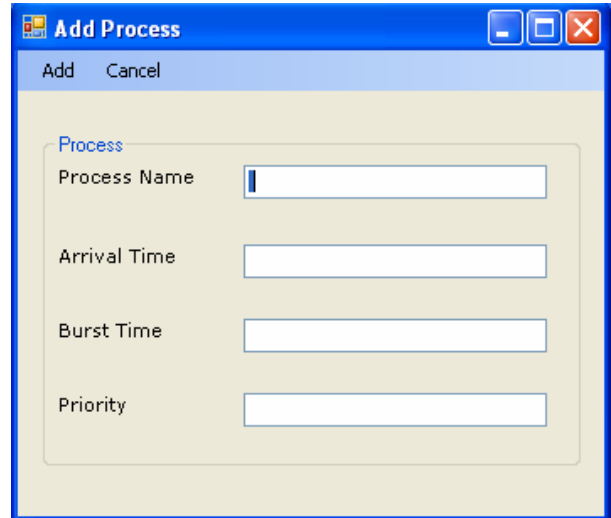 Add Process
Add Cancel
Process
Process Name
Arrival Time
Burst Time
Priority